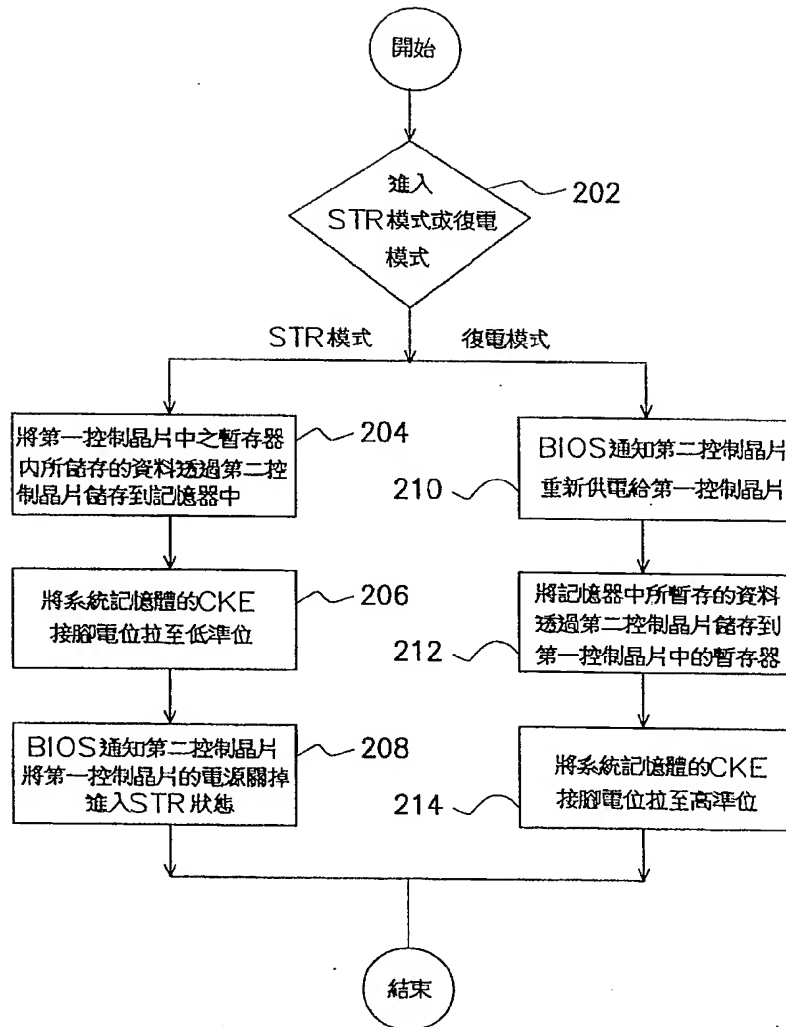 開始
進入
STR模式或復電
模式
202
STR模式
復電模式
將第一控制晶片中之暫存器
內所儲存的資料透過第二控
制晶片儲存到記憶器中
204
將系統記憶體的CKE
接腳電位拉至低準位
206
BIOS通知第二控制晶片
將第一控制晶片的電源關掉
進入STR狀態
208
BIOS通知第二控制晶片
重新供電給第一控制晶片
210
將記憶器中所暫存的資料
透過第二控制晶片儲存到
第一控制晶片中的暫存器
212
將系統記憶體的CKE
接腳電位拉至高準位
214
結束